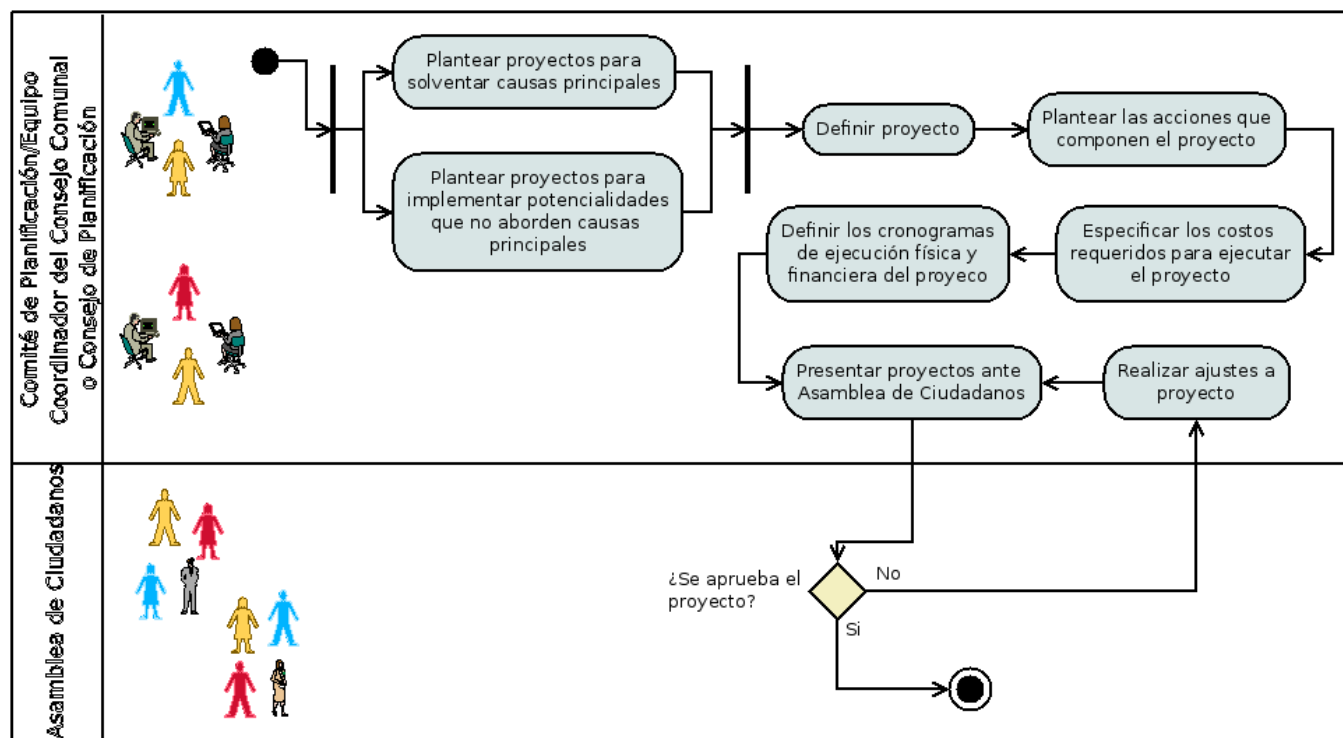 Comité de Planificación/Equipo
Coordinador del Consejo Comunal
o Consejo de Planificación
Plantear proyectos para
solventar causas principales
Plantear proyectos para
implementar potencialidades
que no aborden causas
principales
Definir proyecto
Plantear las acciones que
componen el proyecto
Definir los cronogramas
de ejecución física y
financiera del proyeco
Especificar los costos
requeridos para ejecutar
el proyecto
Presentar proyectos ante
Asamblea de Ciudadanos
Realizar ajustes a
proyecto
Asamblea de Ciudadanos
¿Se aprueba el
proyecto?
No
Si